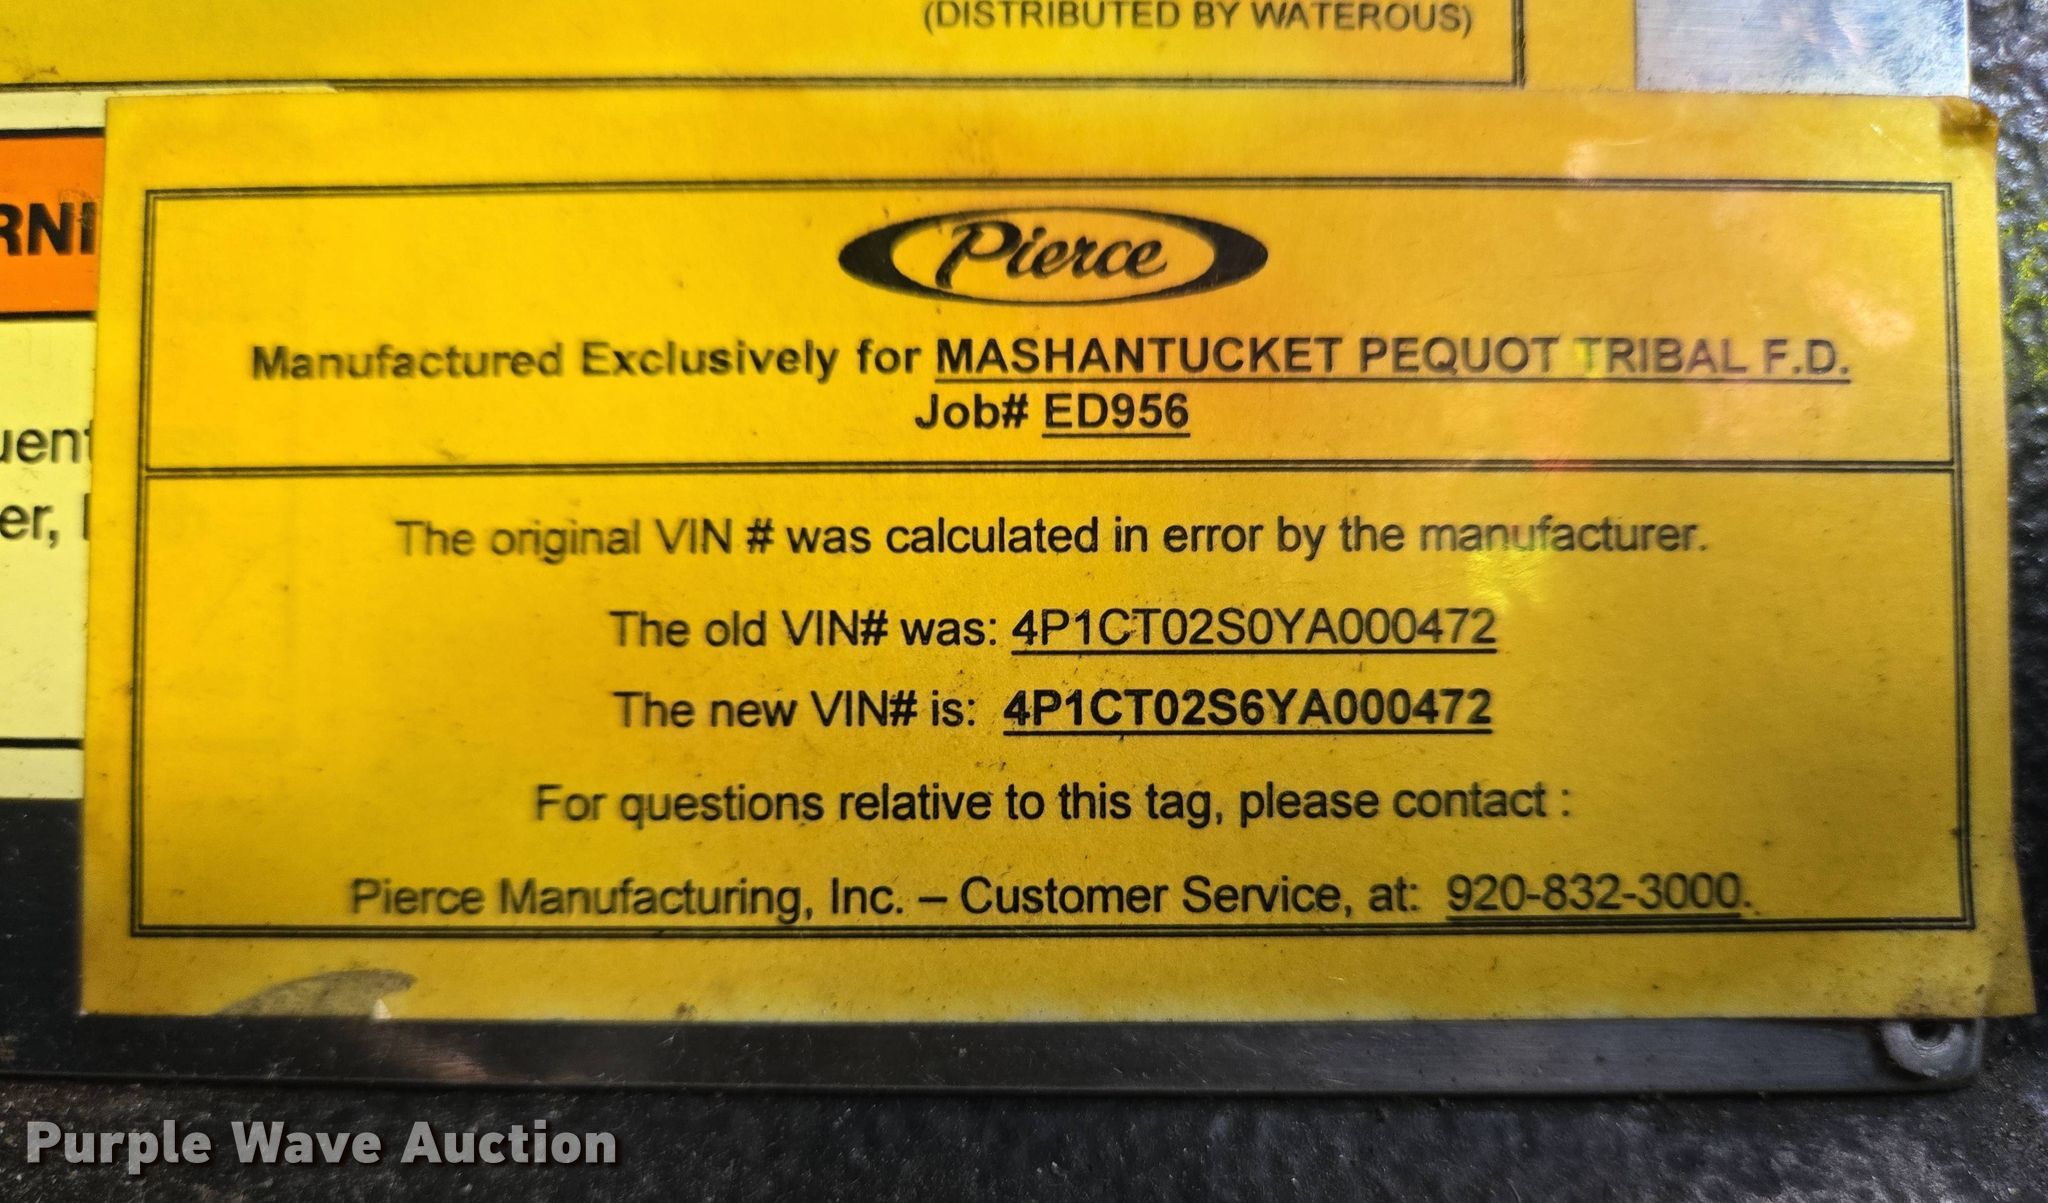 (DISTRIBUTED BY WATEROUS)
RNI
uent
er,
Pierce
Manufactured Exclusively for MASHANTUCKET PEQUOT TRIBAL F.D.
Job# ED956
The original VIN # was calculated in error by the manufacturer.
The old VIN# was: 4P1CT02S0YA000472
The new VIN# is: 4P1CT02S6YA000472
For questions relative to this tag, please contact :
Pierce Manufacturing, Inc. – Customer Service, at: 920-832-3000.
Purple Wave Auction